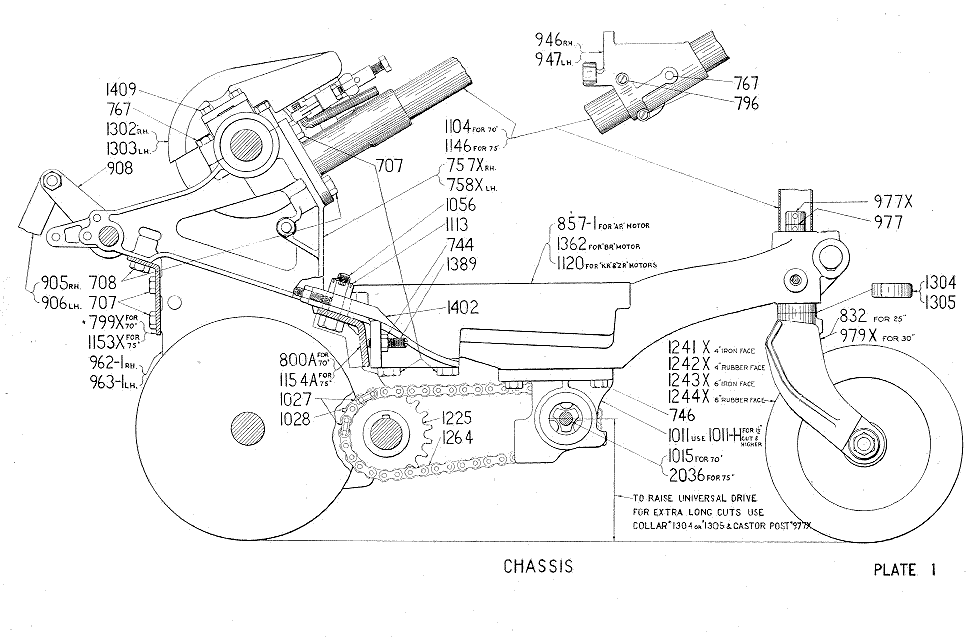 946 RH.
947 LH.
767
796
1409
767
1302 RH.
1303 LH.
908
1104 FOR 70"
1146 FOR 75"
707
757X RH.
758X LH.
1056
1113
744
1389
857-1 FOR 'AR' MOTOR
1362 FOR 'BR' MOTOR
1120 FOR 'KR' & 'ZR' MOTORS
977X
977
905 RH. 708
906 LH. 707
*799X FOR 70"
1153X FOR 75"
962-1 RH.
963-1 LH.
1402
800A FOR 70"
1154A FOR 75"
1027
1028
1225
1264
1304
1305
832 FOR 25"
979X FOR 30"
1241X 4" IRON FACE
1242X 4" RUBBER FACE
1243X 6" IRON FACE
1244X 6" RUBBER FACE
746
1011 USE 1011-H FOR 12" CUT & HIGHER
1015 FOR 70"
2036 FOR 75"
TO RAISE UNIVERSAL DRIVE
FOR EXTRA LONG CUTS USE
COLLAR #1304 OR #1305 & CASTOR POST #977X
CHASSIS
PLATE 1